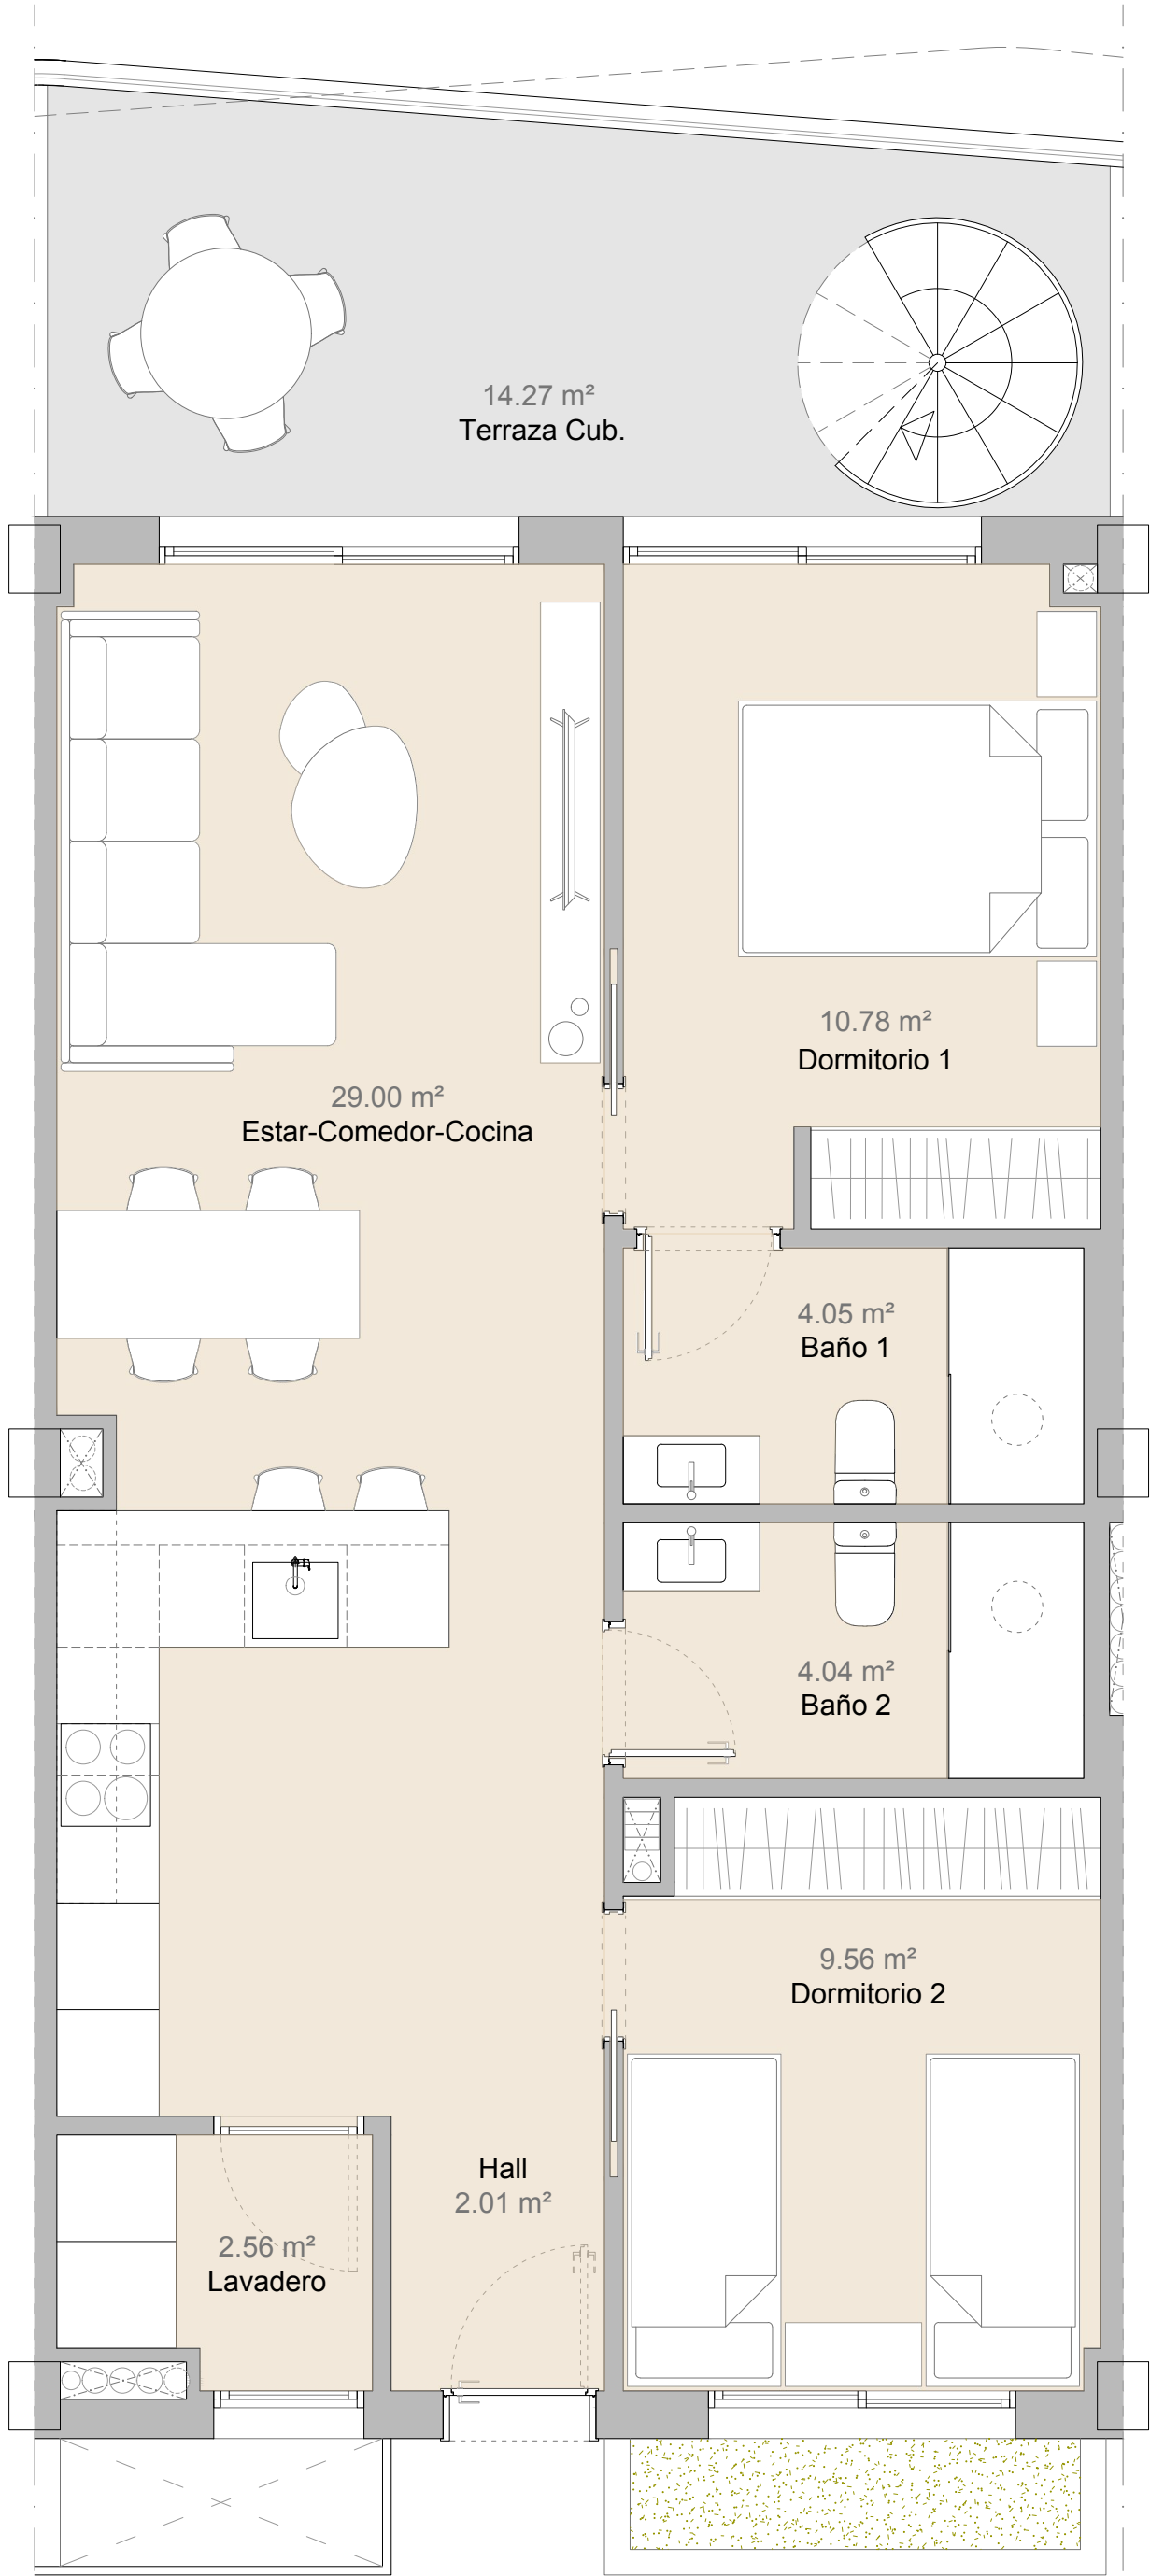 14.27 m²
Terraza Cub.
10.78 m²
Dormitorio 1
29.00 m²
Estar-Comedor-Cocina
4.05 m²
Baño 1
4.04 m²
Baño 2
9.56 m²
Dormitorio 2
Hall
2.01 m²
2.56 m²
Lavadero